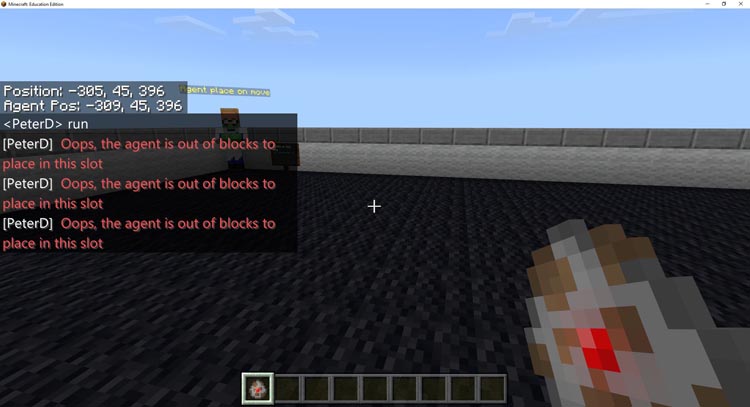 Minecraft: Education Edition
Agent place on move
Position: -305, 45, 396
Agent Pos: -309, 45, 396
<PeterD> run
[PeterD] Oops, the agent is out of blocks to
place in this slot
[PeterD] Oops, the agent is out of blocks to
place in this slot
[PeterD] Oops, the agent is out of blocks to
place in this slot